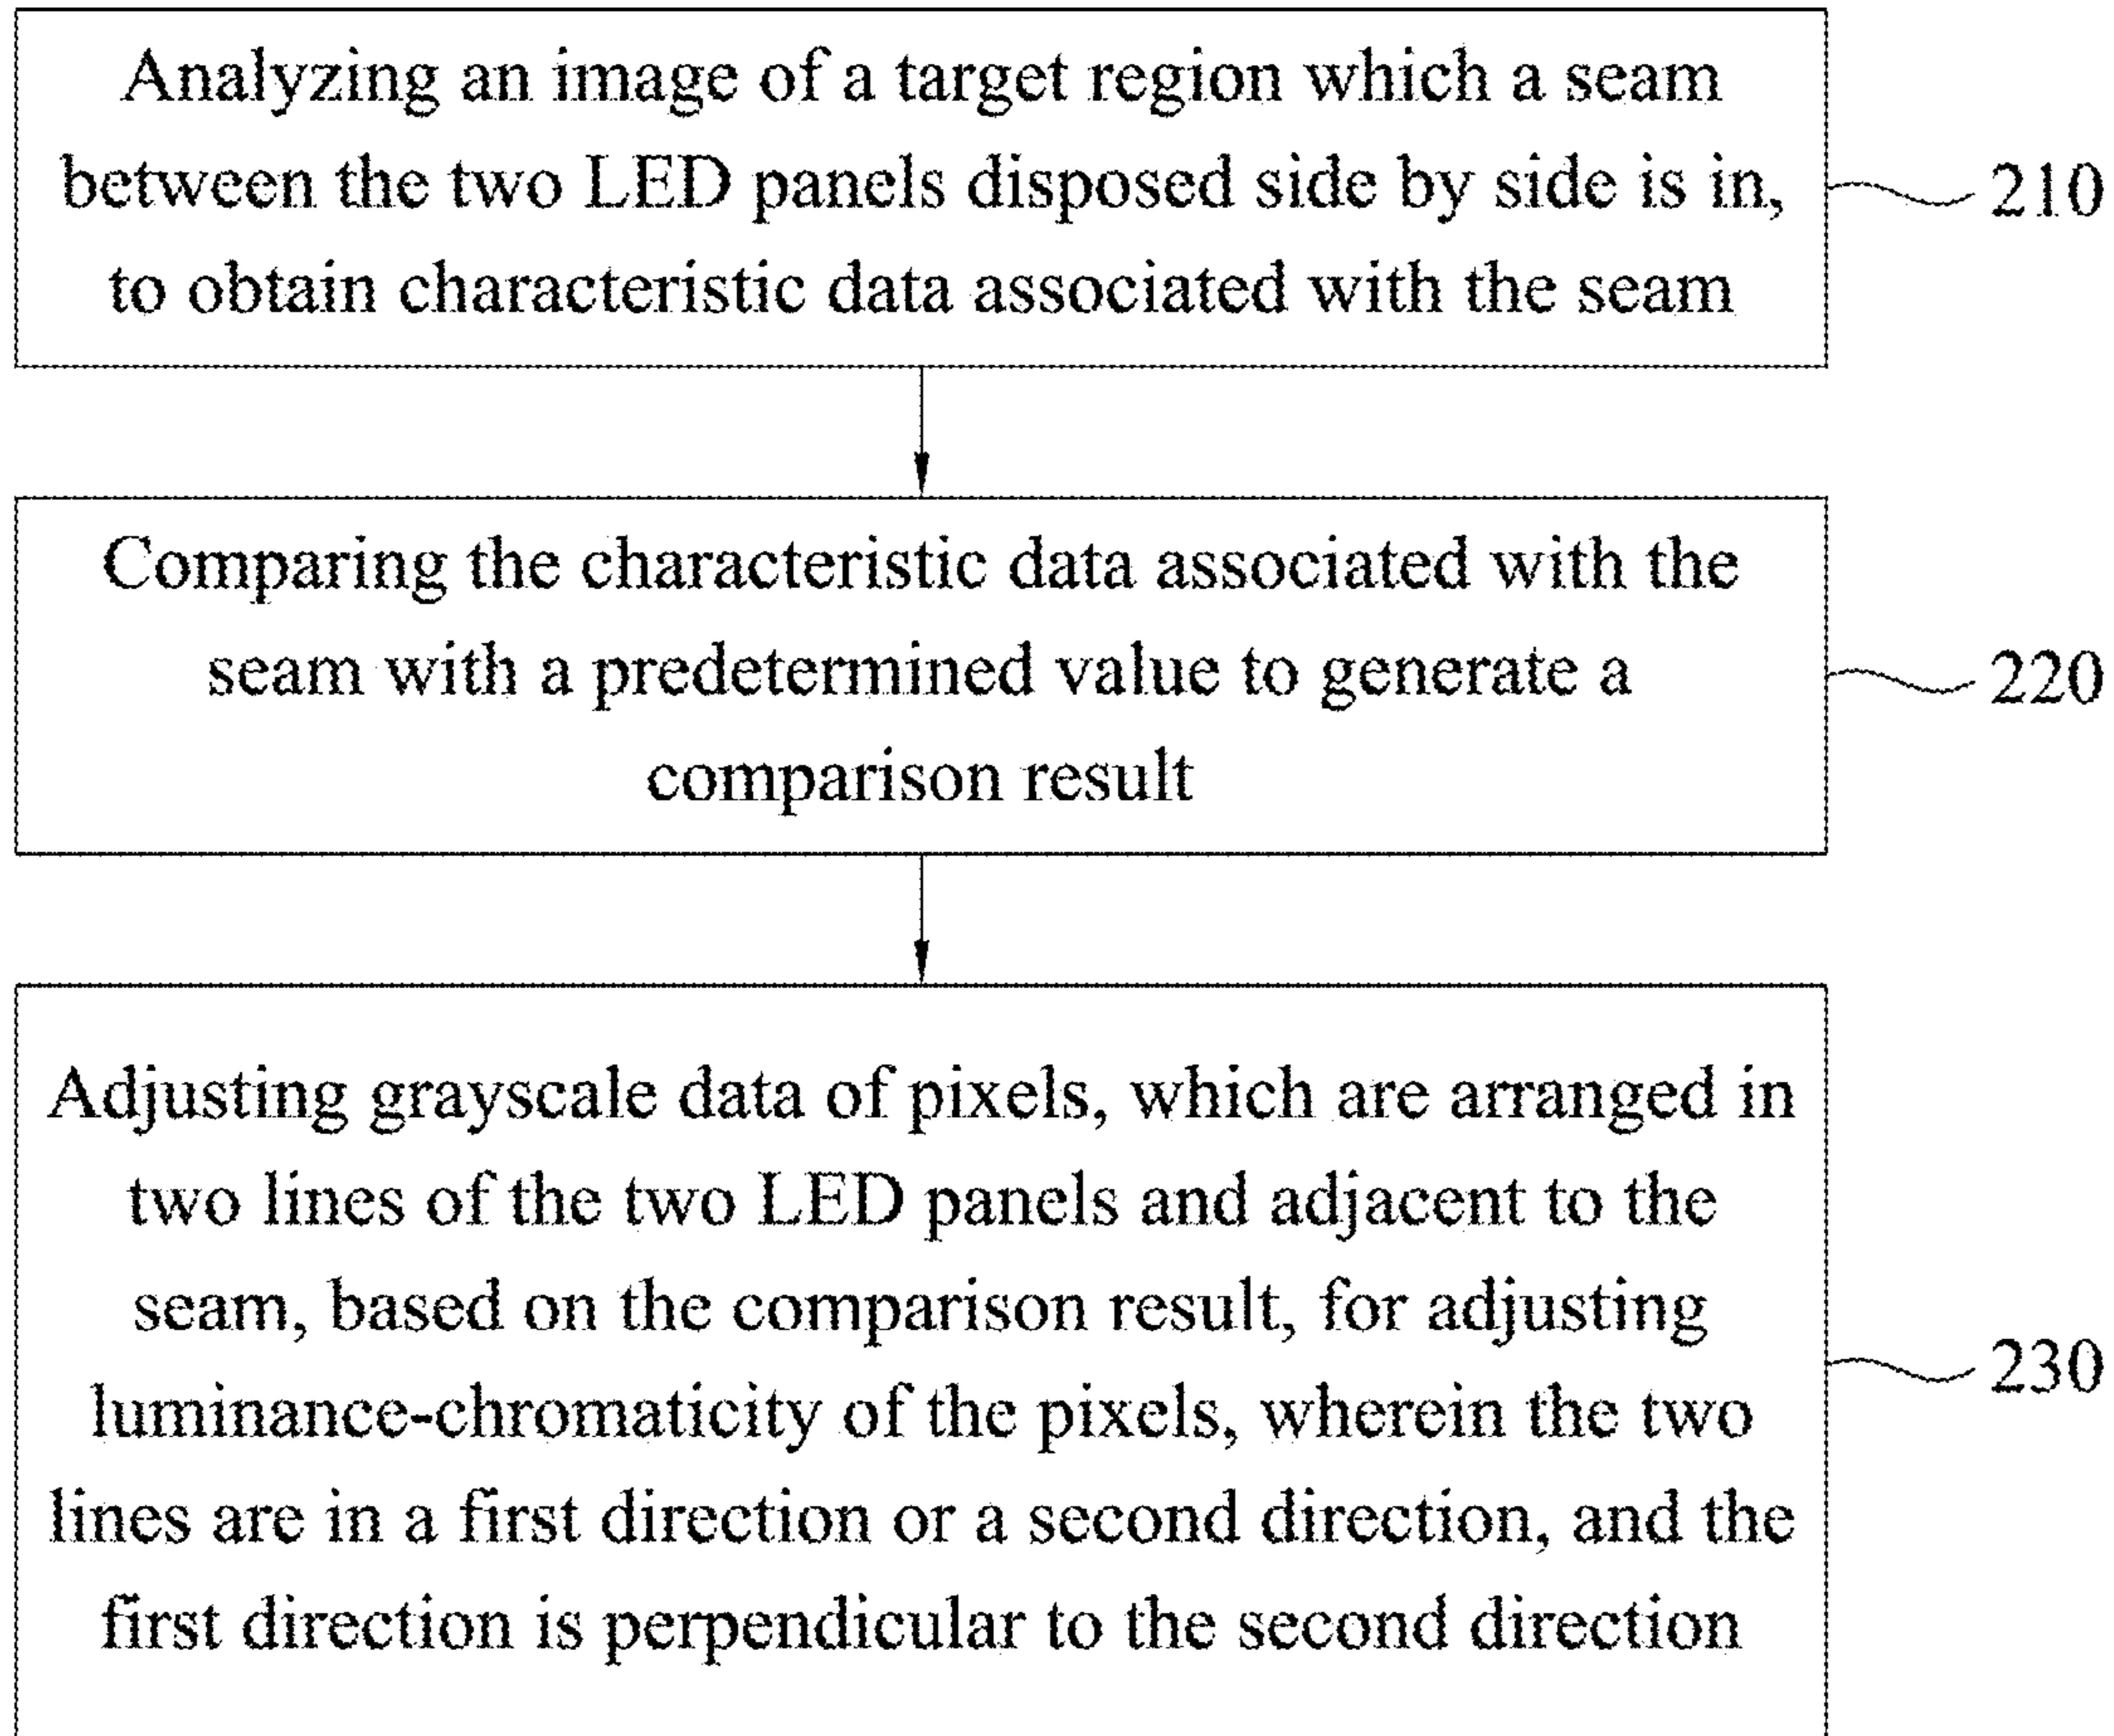 Analyzing an image of a target region which a seam
between the two LED panels disposed side by side is in,
to obtain characteristic data associated with the seam
210
Comparing the characteristic data associated with the
seam with a predetermined value to generate a
comparison result
220
Adjusting grayscale data of pixels, which are arranged in
two lines of the two LED panels and adjacent to the
seam, based on the comparison result, for adjusting
luminance-chromaticity of the pixels, wherein the two
lines are in a first direction or a second direction, and the
first direction is perpendicular to the second direction
230